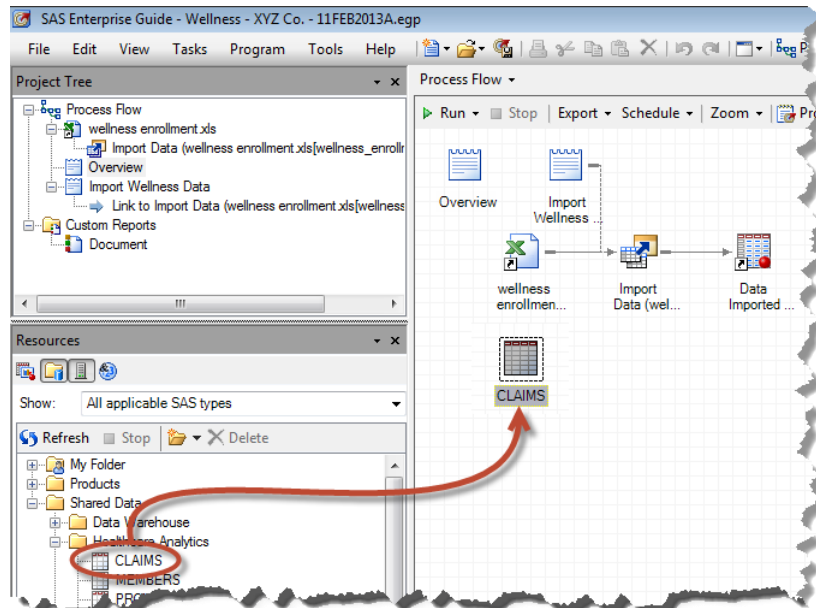 SAS Enterprise Guide - Wellness - XYZ Co. - 11FEB2013A.egp
File Edit View Tasks Program Tools Help
Project Tree
Process Flow
wellness enrollment.xls
Import Data (wellness enrollment.xls[wellness_enrollr
Overview
Import Wellness Data
Link to Import Data (wellness enrollment.xls[wellness
Custom Reports
Document
Process Flow
Run Stop Export Schedule Zoom Pr
Overview
Import
Wellness ...
wellness
enrollmen...
Import
Data (wel...
Data
Imported ...
CLAIMS
Resources
Show: All applicable SAS types
Refresh Stop Delete
My Folder
Products
Shared Data
Data Warehouse
Healthcare Analytics
CLAIMS
MEMBERS